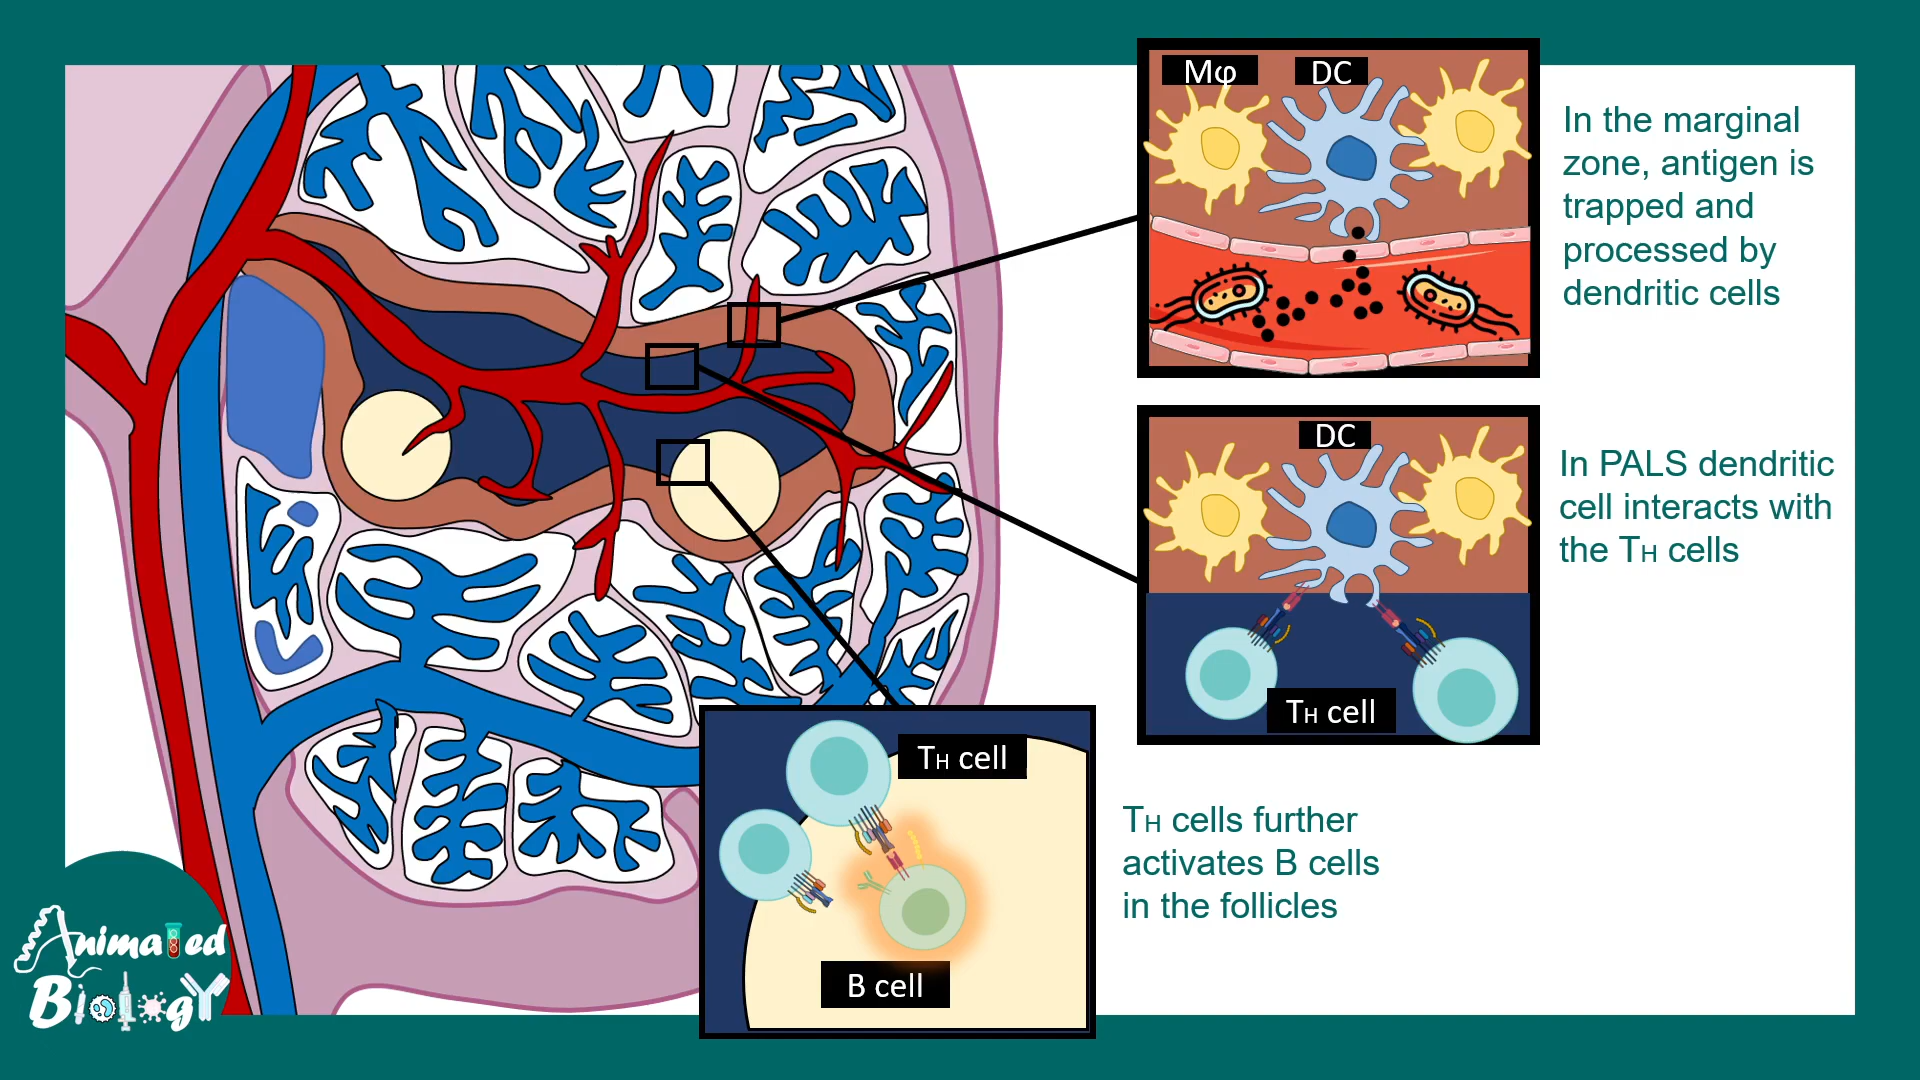 Mφ
DC
In the marginal
zone, antigen is
trapped and
processed by
dendritic cells
DC
In PALS dendritic
cell interacts with
the TH cells
TH cell
TH cell
B cell
TH cells further
activates B cells
in the follicles
Animated
Biology